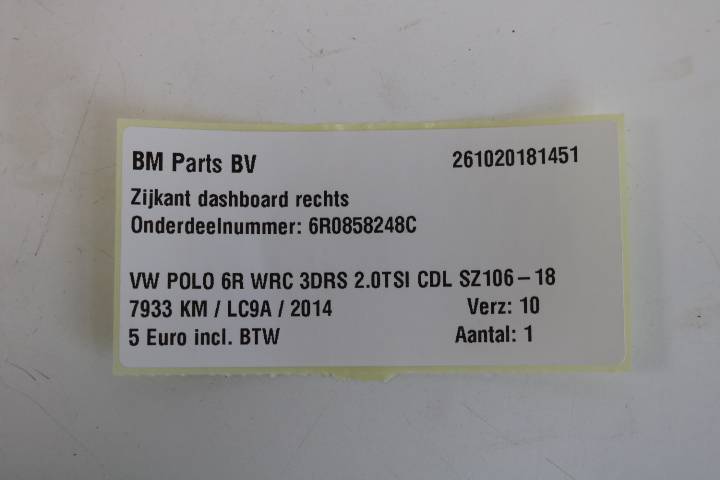 BM Parts BV 261020181451
Zijkant dashboard rechts
Onderdeelnummer: 6R0858248C
VW POLO 6R WRC 3DRS 2.0TSI CDL SZ106-18
7933 KM / LC9A / 2014 Verz: 10
5 Euro incl. BTW Aantal: 1